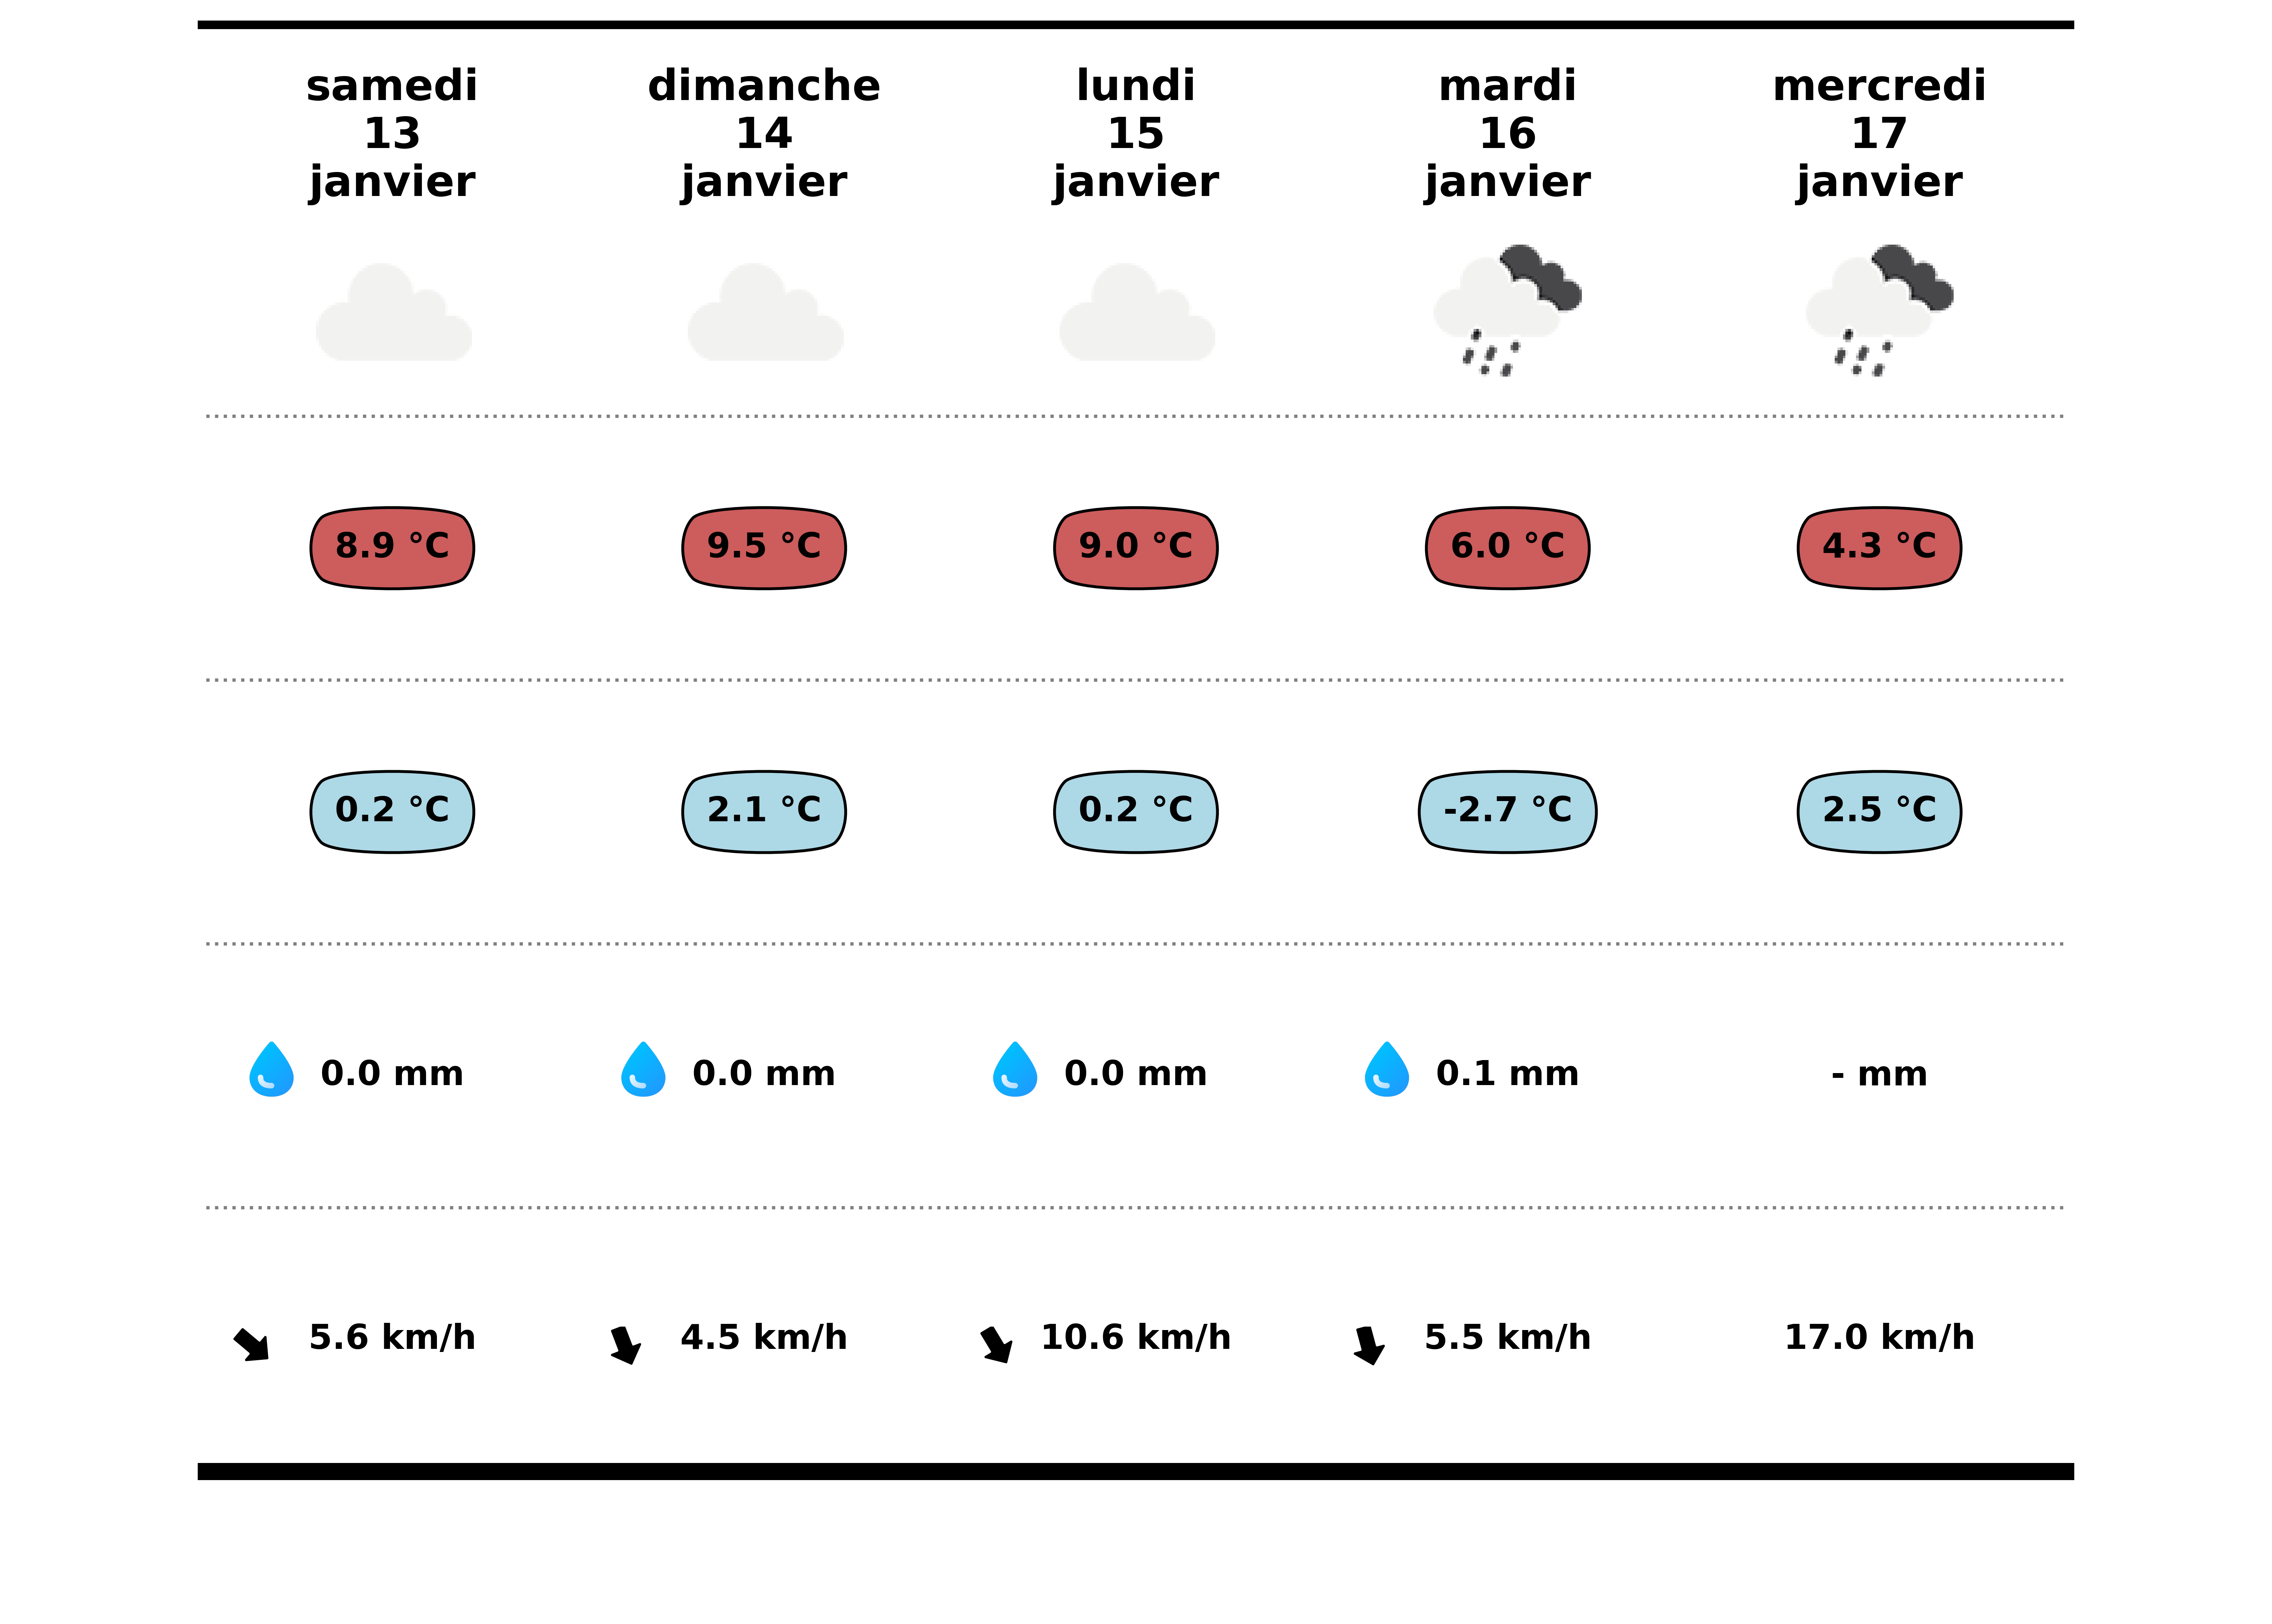 samedi
13
janvier
dimanche
14
janvier
lundi
15
janvier
mardi
16
janvier
mercredi
17
janvier
8.9 °C
9.5 °C
9.0 °C
6.0 °C
4.3 °C
0.2 °C
2.1 °C
0.2 °C
-2.7 °C
2.5 °C
0.0 mm
0.0 mm
0.0 mm
0.1 mm
- mm
5.6 km/h
4.5 km/h
10.6 km/h
5.5 km/h
17.0 km/h